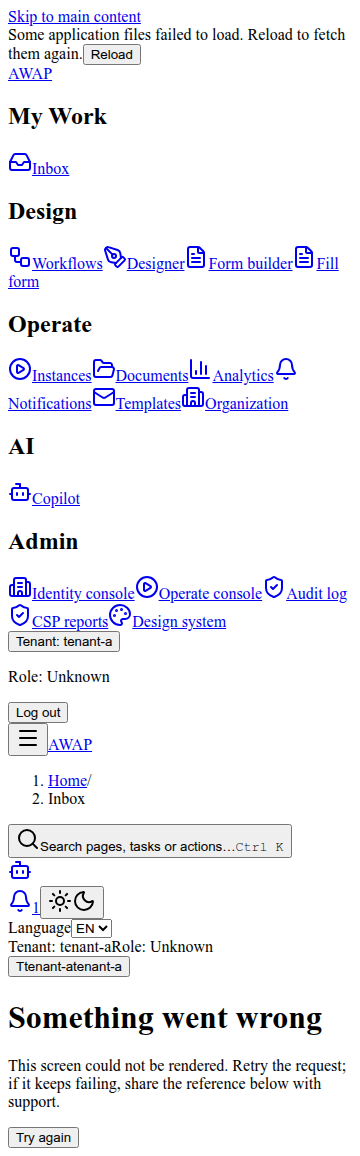 Skip to main content
Some application files failed to load. Reload to fetch
them again. Reload
AWAP
My Work
Inbox
Design
Workflows Designer Form builder Fill
form
Operate
Instances Documents Analytics
Notifications Templates Organization
AI
Copilot
Admin
Identity console Operate console Audit log
CSP reports Design system
Tenant: tenant-a
Role: Unknown
Log out
AWAP
1. Home/
2. Inbox
Search pages, tasks or actions...Ctrl K
1
Language EN
Tenant: tenant-aRole: Unknown
Ttenant-atenant-a
Something went wrong
This screen could not be rendered. Retry the request;
if it keeps failing, share the reference below with
support.
Try again